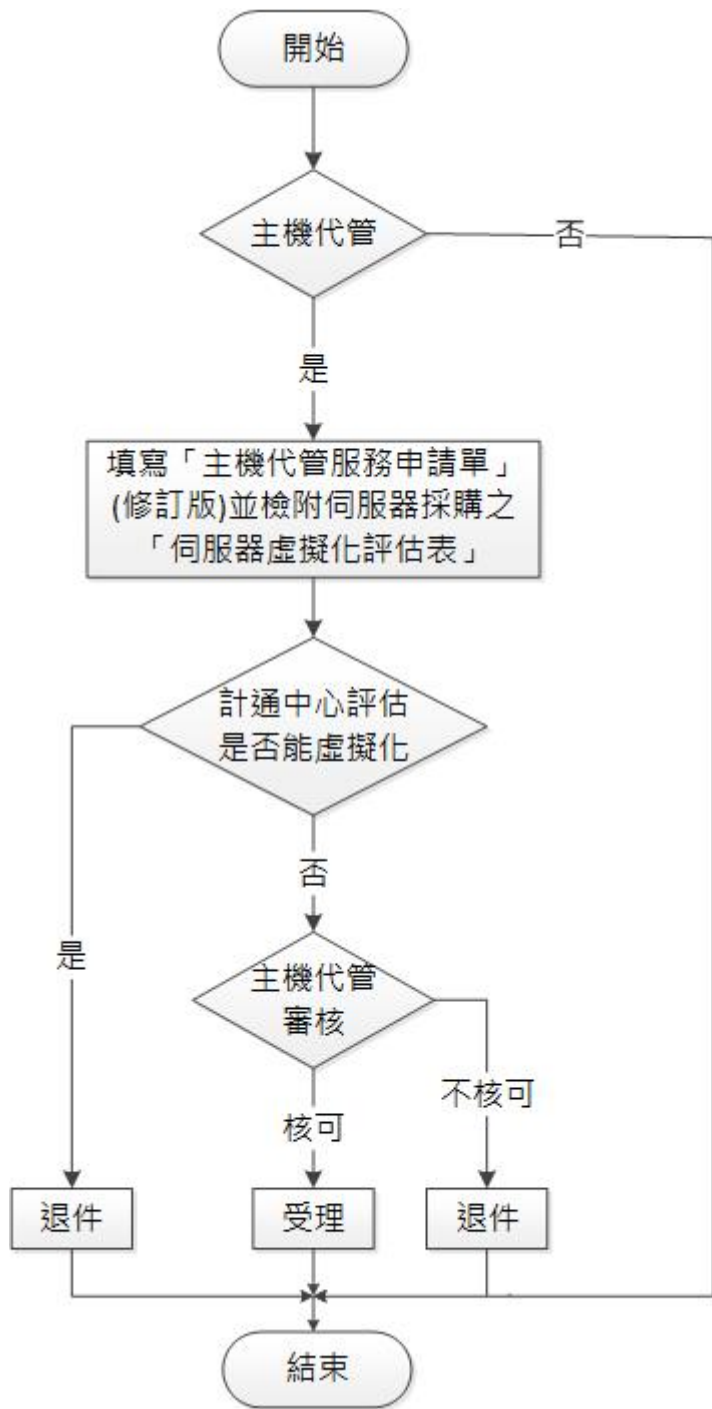 開始
主機代管
否
是
填寫「主機代管服務申請單」
(修訂版)並檢附伺服器採購之
「伺服器虛擬化評估表」
計通中心評估
是否能虛擬化
否
是
主機代管
審核
不核可
核可
退件
受理
退件
結束